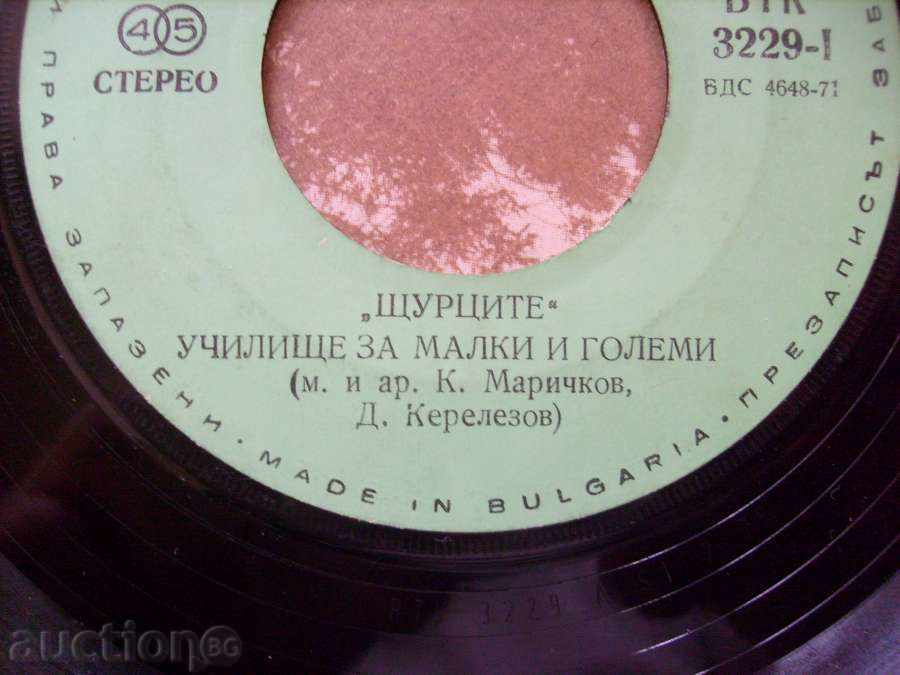 45
СТЕРЕО
ВТК
3229-I
БДС 4648-71
„ЩУРЦИТЕ“
УЧИЛИЩЕ ЗА МАЛКИ И ГОЛЕМИ
(м. и ар. К. Маричков,
Д. Керелезов)
ПРАВА ЗАПАЗЕНИ · MADE IN BULGARIA · ПРЕЗАПИСЪТ ЗАБ
3229
auction BG